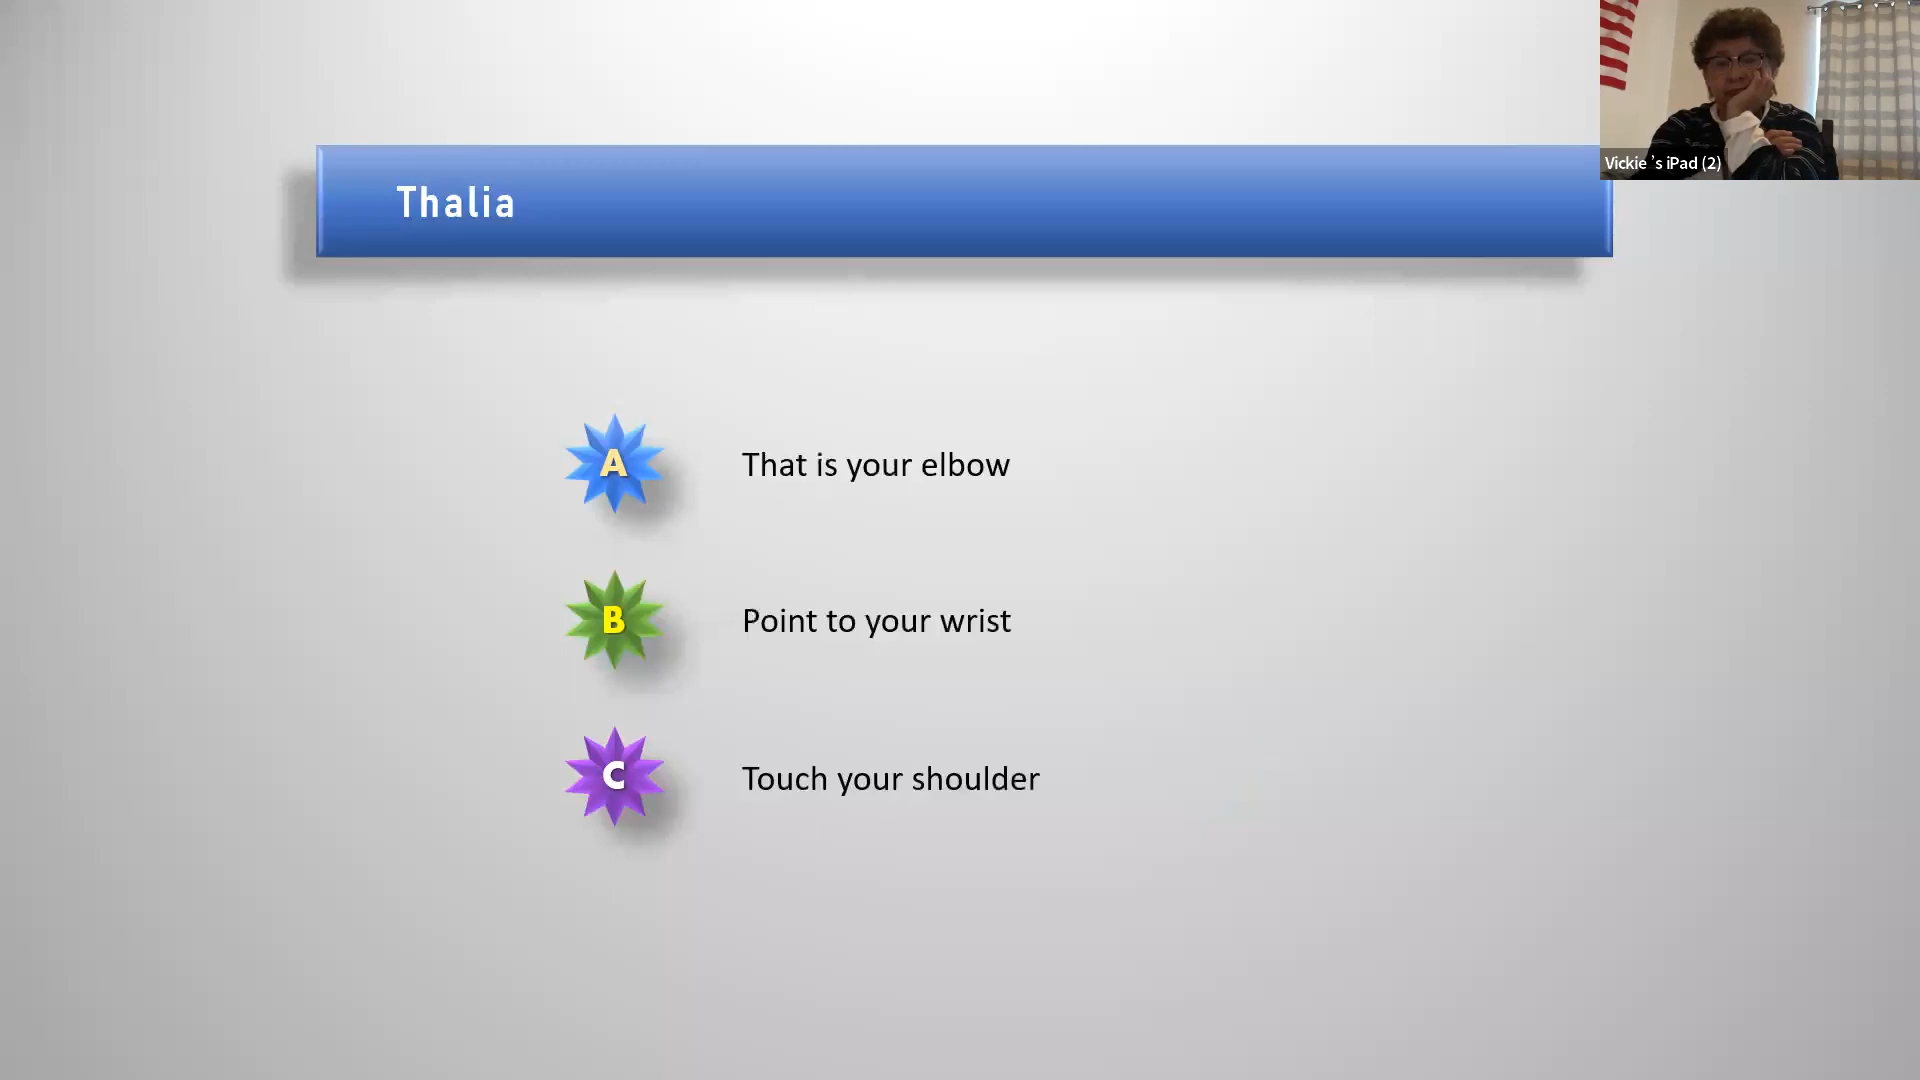 Thalia
Vickie 's iPad (2)
A That is your elbow
B Point to your wrist
C Touch your shoulder